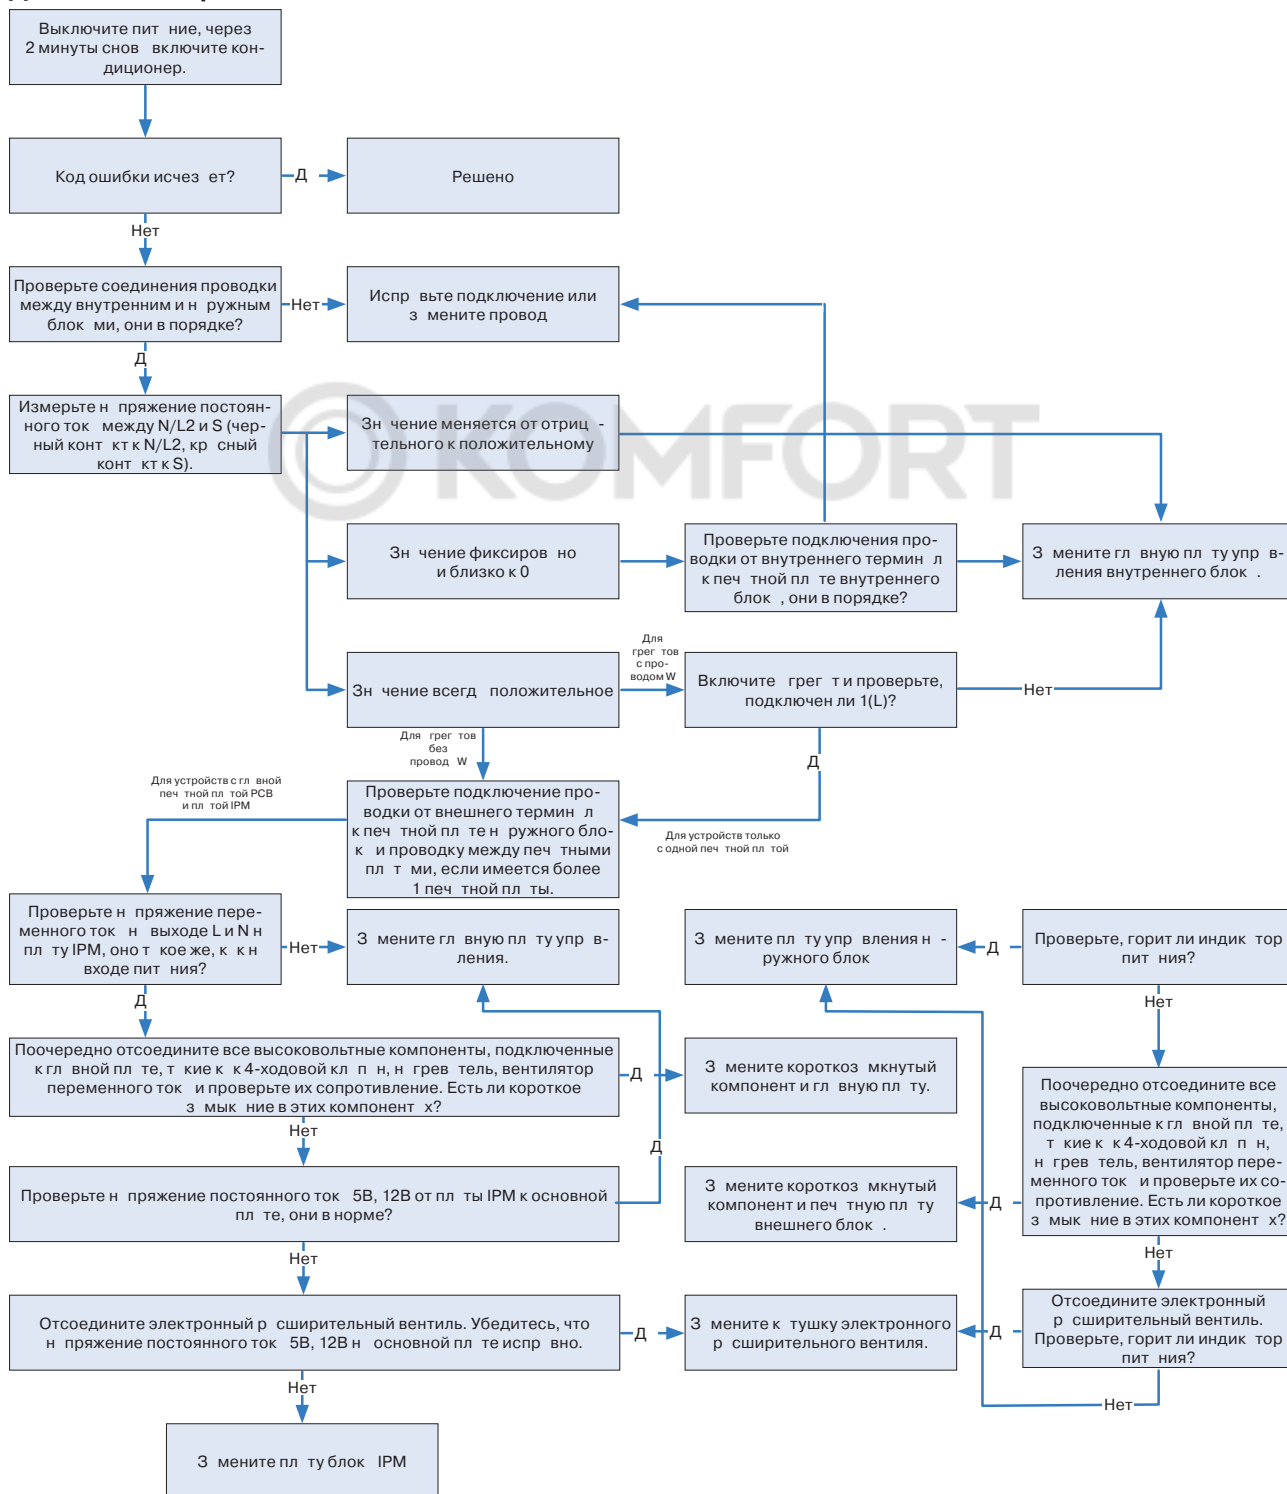 Выключите пит ние, через
2 минуты снов включите кон-
диционер.
Код ошибки исчез ет?
Д
Решено
Нет
Проверьте соединения проводки
между внутренним и н ружным
блок ми, они в порядке?
Нет
Испр вьте подключение или
з мените провод
Д
Измерьте н пряжение постоян-
ного ток между N/L2 и S (чер-
ный конт кт к N/L2, кр сный
конт кт к S).
Зн чение меняется от отриц -
тельного к положительному
KOMFORT
Зн чение фиксиров но
и близко к 0
Проверьте подключения про-
водки от внутреннего термин л
к печ тной пл те внутреннего
блок , они в порядке?
З мените гл вную пл ту упр в-
ления внутреннего блок .
Зн чение всегд положительное
Для
грег тов
с про-
водом W
Включите грег т и проверьте,
подключен ли 1(L)?
Нет
Для грег тов
без
провод W
Д
Для устройств с гл вной
печ тной пл той PCB
и пл той IPM
Проверьте подключение про-
водки от внешнего термин л
к печ тной пл те н ружного бло-
к и проводку между печ тными
пл т ми, если имеется более
1 печ тной пл ты.
Для устройств только
с одной печ тной пл той
Проверьте н пряжение пере-
менного ток н выходе L и N н
пл ту IPM, оно т кое же, к к н
входе пит ния?
Нет
З мените гл вную пл ту упр в-
ления.
З мените пл ту упр вления н -
ружного блок
Д
Проверьте, горит ли индик тор
пит ния?
Д
Нет
Поочередно отсоедините все высоковольтные компоненты, подключенные
к гл вной пл те, т кие к к 4-ходовой кл п н, н грев тель, вентилятор
переменного ток и проверьте их сопротивление. Есть ли короткое
з мык ние в этих компонент х?
Д
З мените короткоз мкнутый
компонент и гл вную пл ту.
Поочередно отсоедините все
высоковольтные компоненты,
подключенные к гл вной пл те,
т кие к к 4-ходовой кл п н,
н грев тель, вентилятор пере-
менного ток и проверьте их со-
противление. Есть ли короткое
з мык ние в этих компонент х?
Нет
Д
Проверьте н пряжение постоянного ток 5В, 12В от пл ты IPM к основной
пл те, они в норме?
З мените короткоз мкнутый
компонент и печ тную пл ту
внешнего блок .
Д
Нет
Нет
Отсоедините электронный р сширительный вентиль. Убедитесь, что
н пряжение постоянного ток 5В, 12В н основной пл те испр вно.
Д
З мените к тушку электронного
р сширительного вентиля.
Д
Отсоедините электронный
р сширительный вентиль.
Проверьте, горит ли индик тор
пит ния?
Нет
Нет
З мените пл ту блок IPM